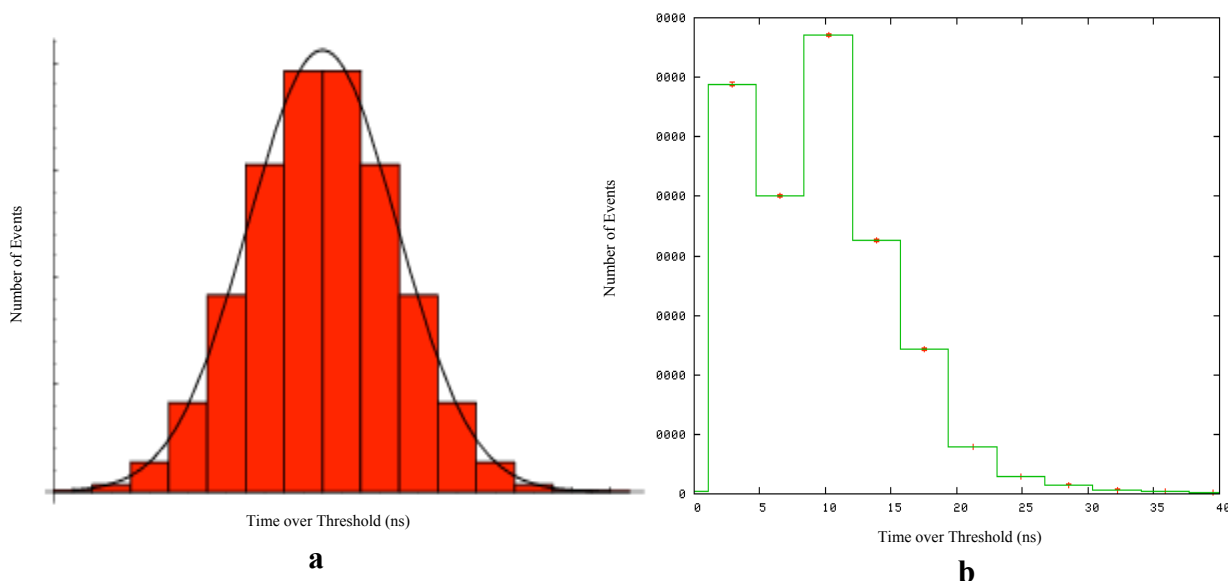 Number of Events
Time over Threshold (ns)
a
Number of Events
0000
0000
0000
0000
0000
0000
0000
0000
0
0 5 10 15 20 25 30 35 40
Time over Threshold (ns)
b